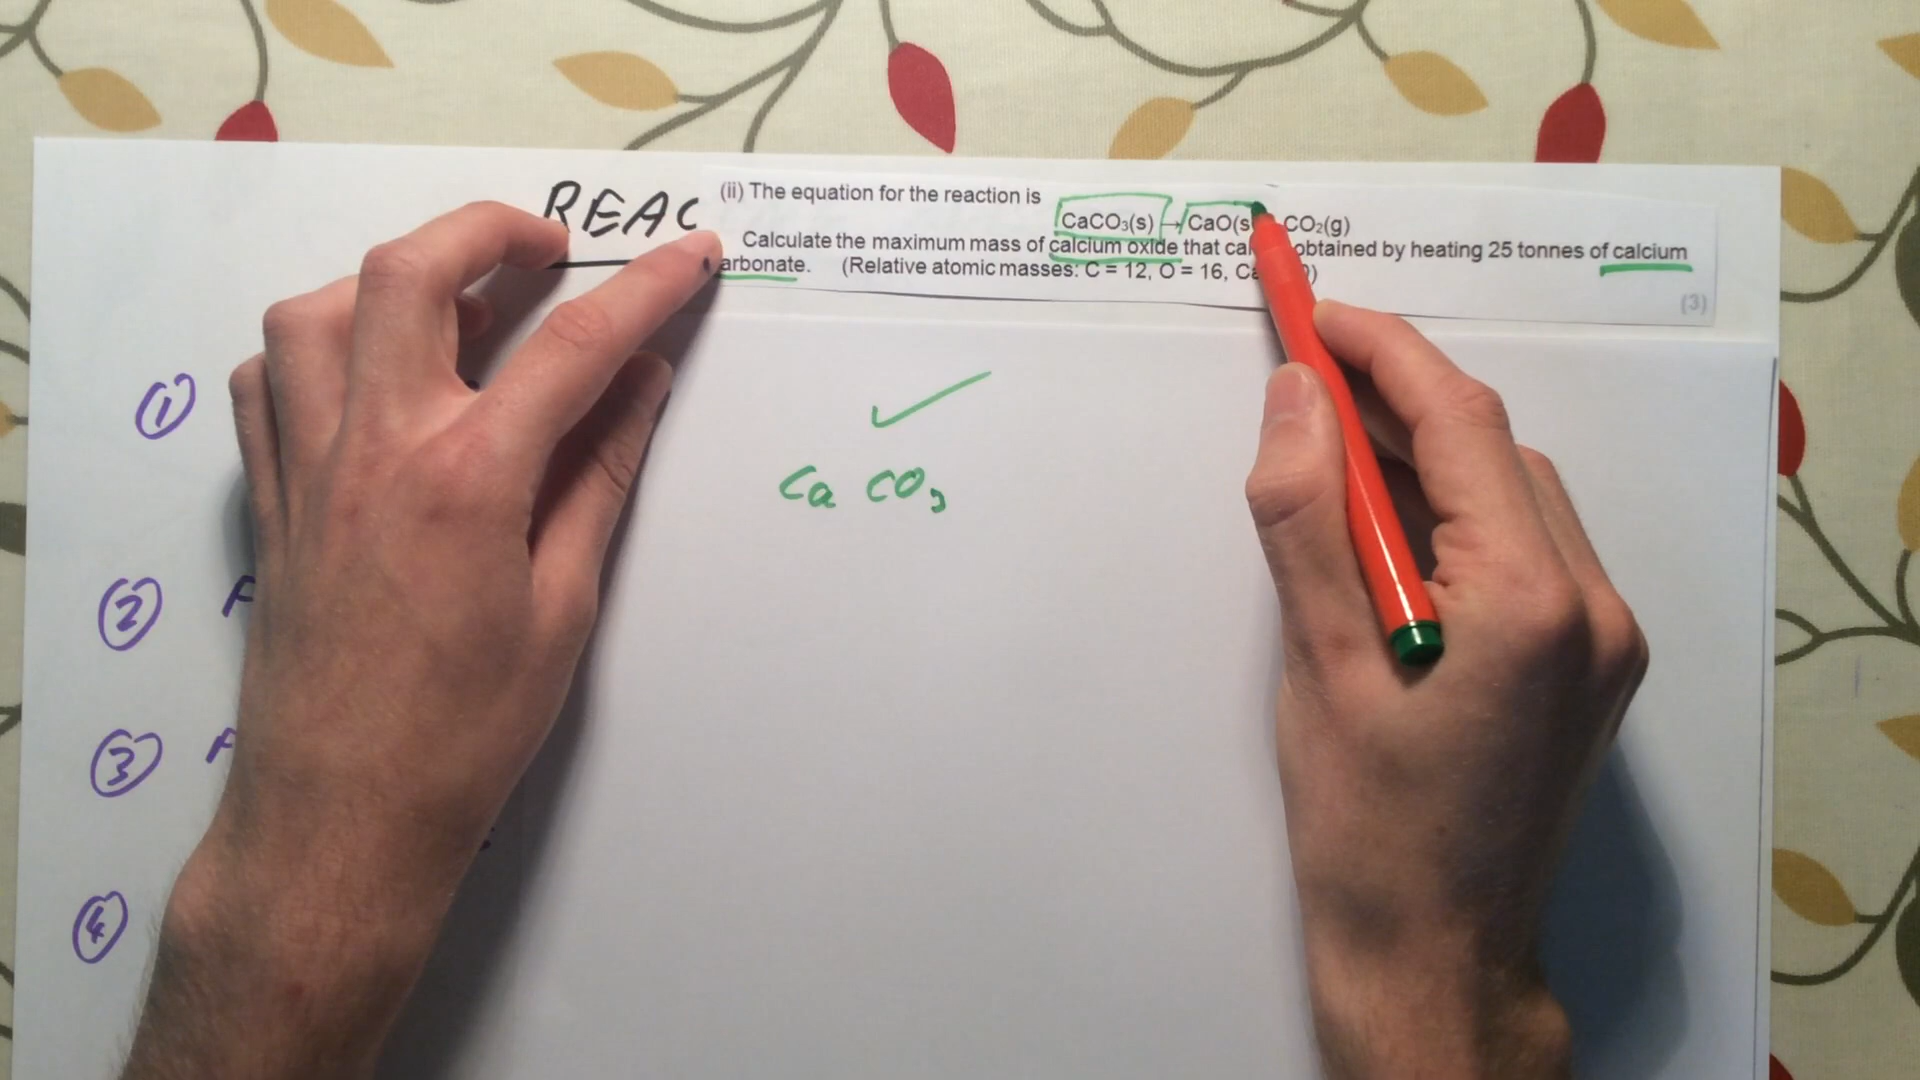 REAC
(ii) The equation for the reaction is
CaCO₃(s) → CaO(s CO₂(g)
Calculate the maximum mass of calcium oxide that ca obtained by heating 25 tonnes of calcium
arbonate. (Relative atomic masses: C = 12, O = 16, Ca )
(3)
①
Ca CO₃
②
③
④